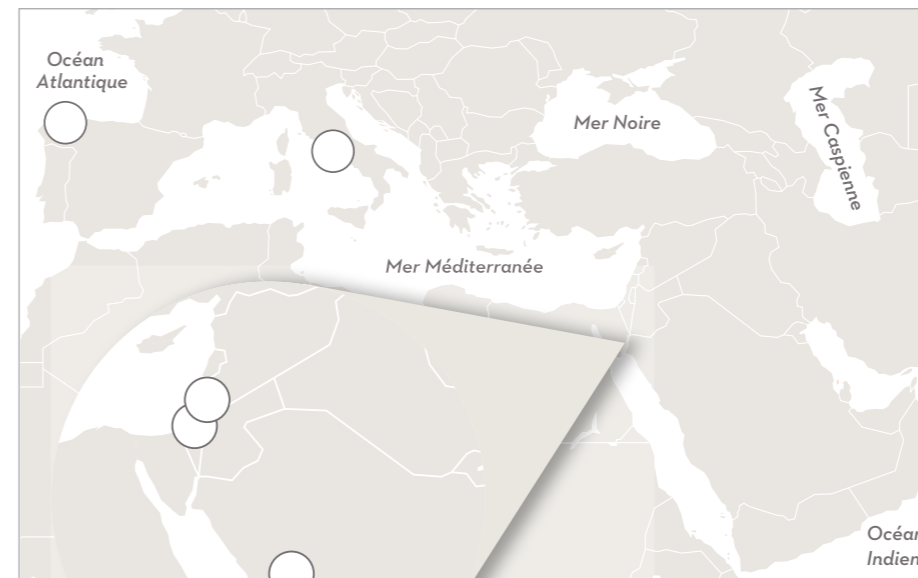 Océan
Atlantique
Mer Noire
Mer Caspienne
Mer Méditerranée
Océan
Indien